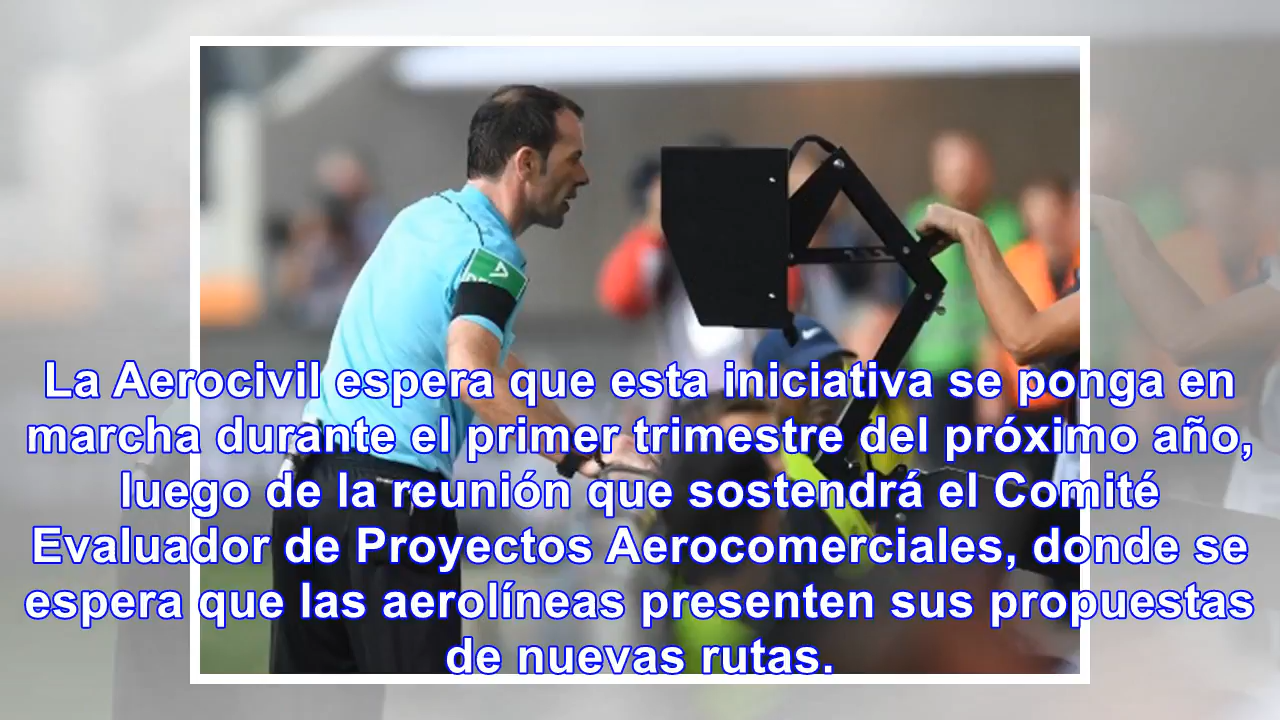 La Aerocivil espera que esta iniciativa se ponga en
marcha durante el primer trimestre del próximo año,
luego de la reunión que sostendrá el Comité
Evaluador de Proyectos Aerocomerciales, donde se
espera que las aerolíneas presenten sus propuestas
de nuevas rutas.